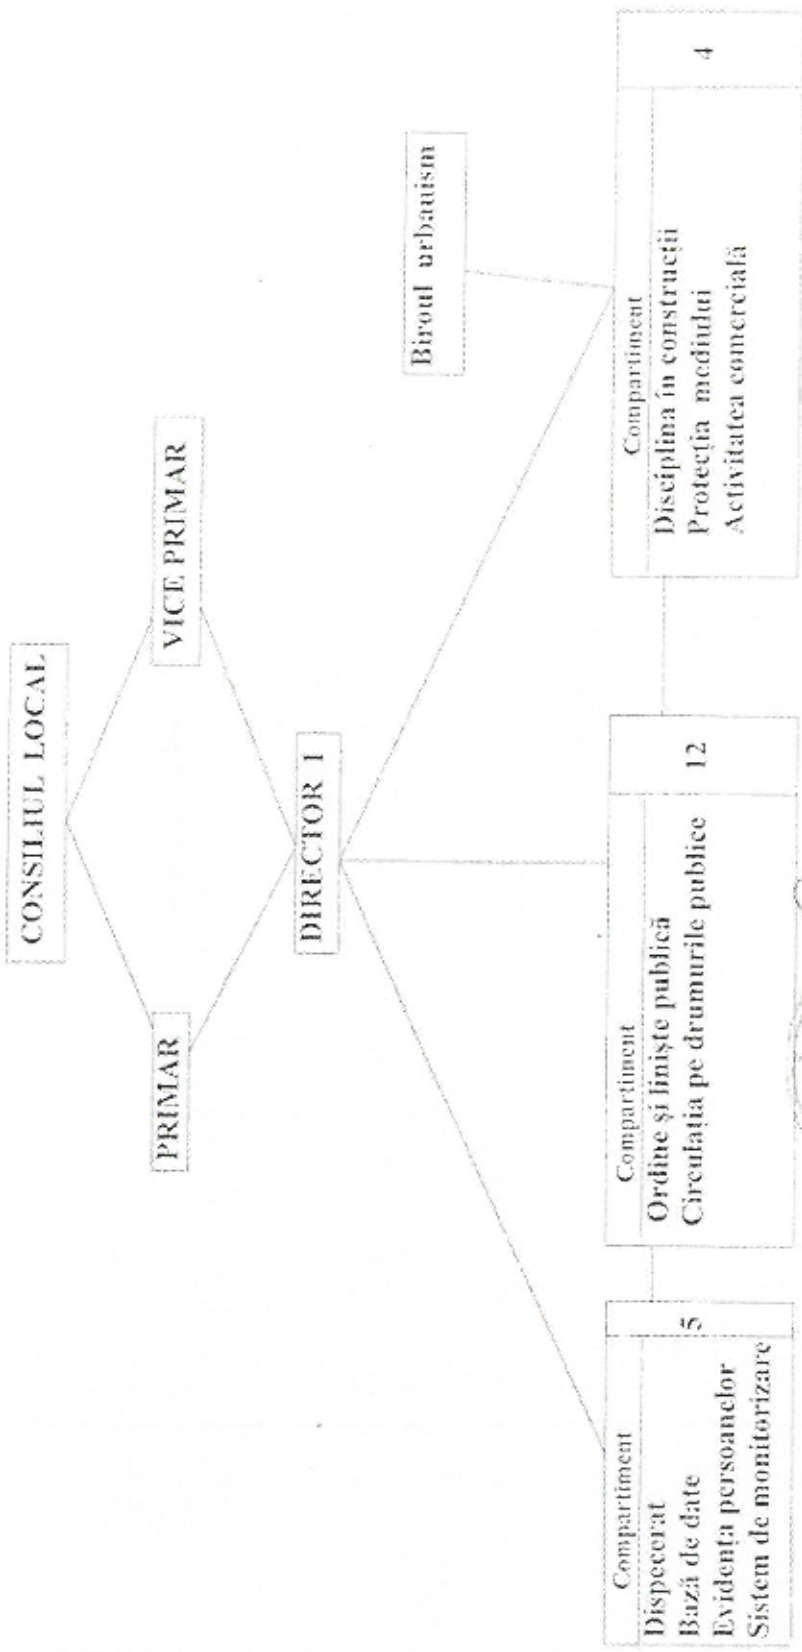 CONSILIUL LOCAL
PRIMAR
VICE PRIMAR
DIRECTOR 1
Biroul urbanism
Compartiment
Dispecerat
Bază de date
Evidența persoanelor
Sistem de monitorizare
5
Compartiment
Ordine și liniște publică
Circulația pe drumurile publice
12
Compartiment
Disciplina în construcții
Protecția mediului
Activitatea comercială
4